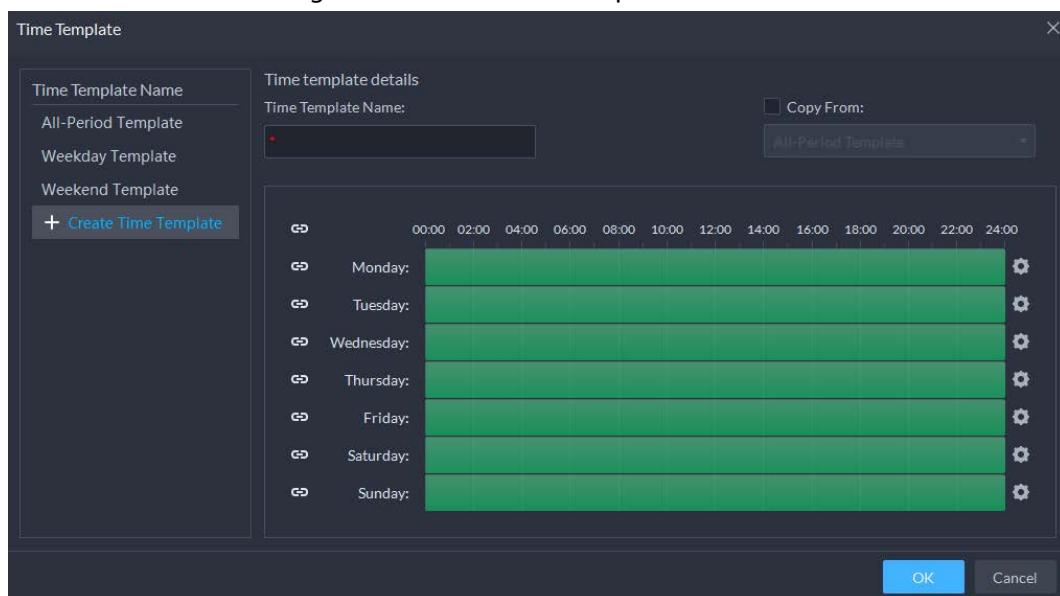 Time Template
Time Template Name
All-Period Template
Weekday Template
Weekend Template
+ Create Time Template
Time template details
Time Template Name:
Copy From:
*
All-Period Template
00:00 02:00 04:00 06:00 08:00 10:00 12:00 14:00 16:00 18:00 20:00 22:00 24:00
Monday:
Tuesday:
Wednesday:
Thursday:
Friday:
Saturday:
Sunday:
OK Cancel